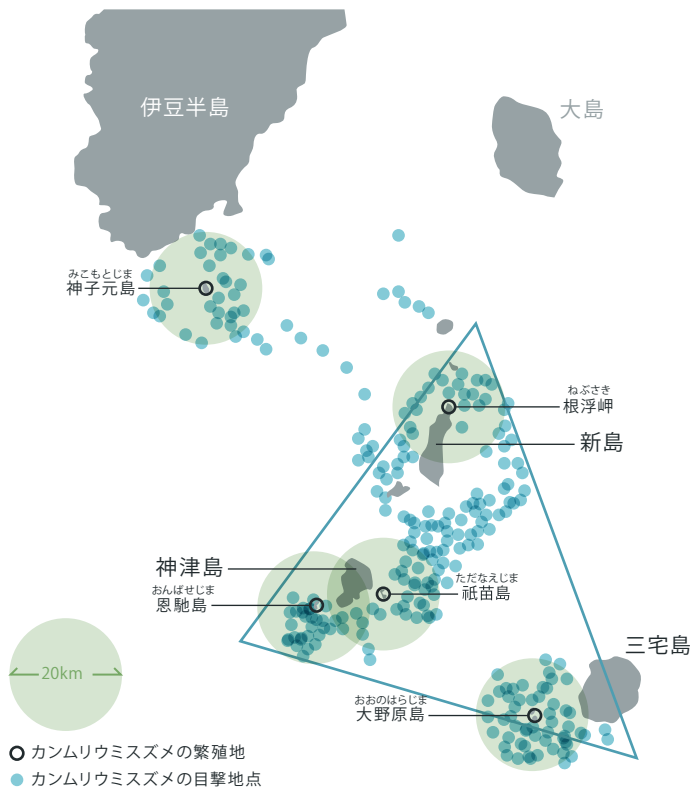 伊豆半島
大島
みこもとじま
神子元島
ねぶさき
根浮岬
新島
神津島
おんばせじま
恩馳島
ただなえじま
祇苗島
三宅島
おおのはらじま
大野原島
20km
カンムリウミスズメの繁殖地
カンムリウミスズメの目撃地点